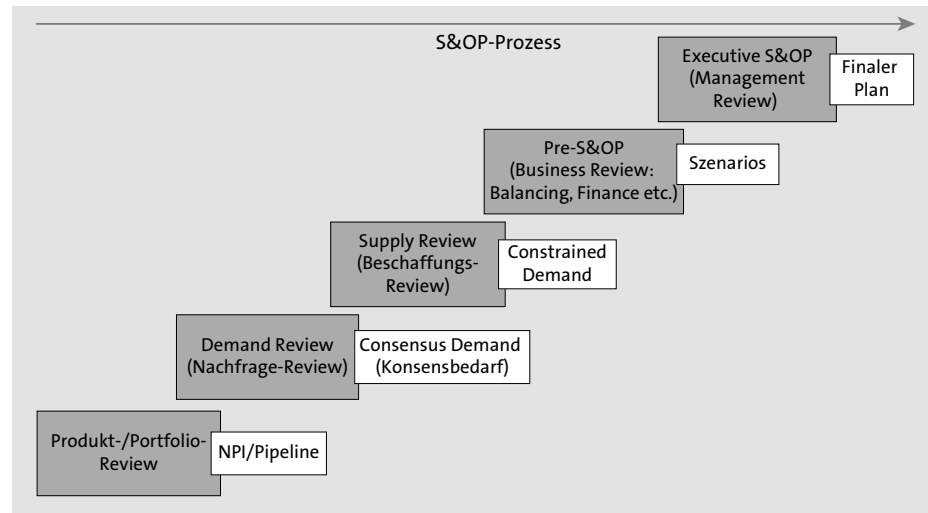 S&OP-Prozess
Executive S&OP
(Management
Review)
Finaler
Plan
Pre-S&OP
(Business Review:
Balancing, Finance etc.)
Szenarios
Supply Review
(Beschaffungs-
Review)
Constrained
Demand
Demand Review
(Nachfrage-Review)
Consensus Demand
(Konsensbedarf)
Produkt-/Portfolio-
Review
NPI/Pipeline